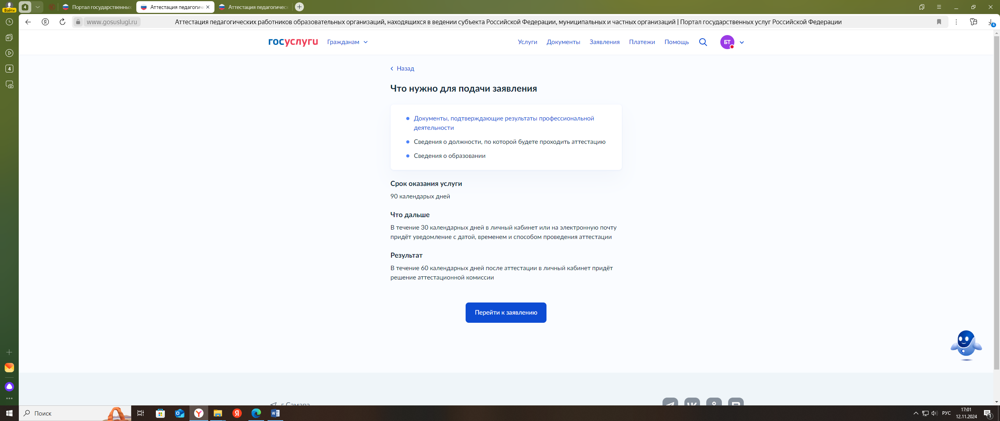 Войти
4
Портал государственных
Аттестация педагогиче
Аттестация педагогическ
www.gosuslugi.ru
Аттестация педагогических работников образовательных организаций, находящихся в ведении субъекта Российской Федерации, муниципальных и частных организаций | Портал государственных услуг Российской Федерации
4
4
госуслуги
Гражданам
Услуги
Документы
Заявления
Платежи
Помощь
БТ
Назад
Что нужно для подачи заявления
Документы, подтверждающие результаты профессиональной
деятельности
Сведения о должности, по которой будете проходить аттестацию
Сведения о образовании
Срок оказания услуги
90 календарых дней
Что дальше
В течение 30 календарных дней в личный кабинет или на электронную почту
придёт уведомление с датой, временем и способом проведения аттестации
Результат
В течение 60 календарных дней после аттестации в личный кабинет придёт
решение аттестационной комиссии
Перейти к заявлению
г Самара
Поиск
РУС
17:01
12.11.2024
1